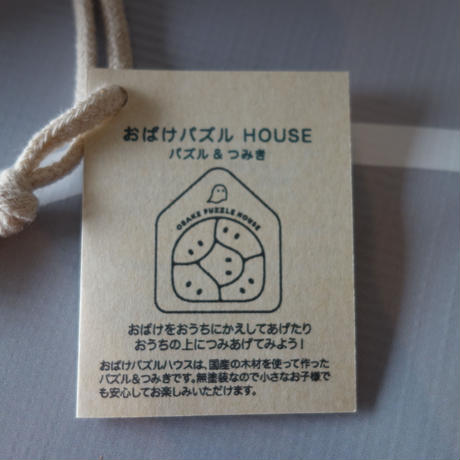 おばけパズル HOUSE
パズル & つみき
OBAKE PUZZLE HOUSE
おばけをおうちにかえしてあげたり
おうちの上につみあげてみよう!
おばけパズルハウスは、国産の木材を使って作った
パズル&つみきです。無塗装なので小さなお子様で
も安心してお楽しみいただけます。